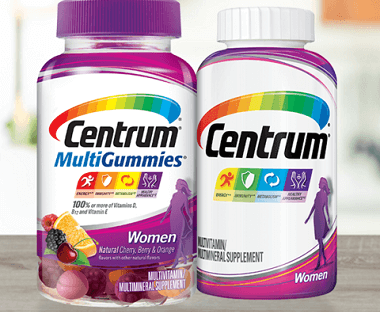 Centrum®
MultiGummies®
ENERGY** IMMUNITY** METABOLISM** HEALTHY
APPEARANCE**
100% or more of Vitamins D,
B12 and Vitamin E
Women
Natural Cherry, Berry & Orange
flavors with other natural flavors
MULTIVITAMIN/
MULTIMINERAL SUPPLEMENT
Centrum®
ENERGY** IMMUNITY** METABOLISM** HEALTHY
APPEARANCE**
MULTIVITAMIN/
MULTIMINERAL SUPPLEMENT
Women